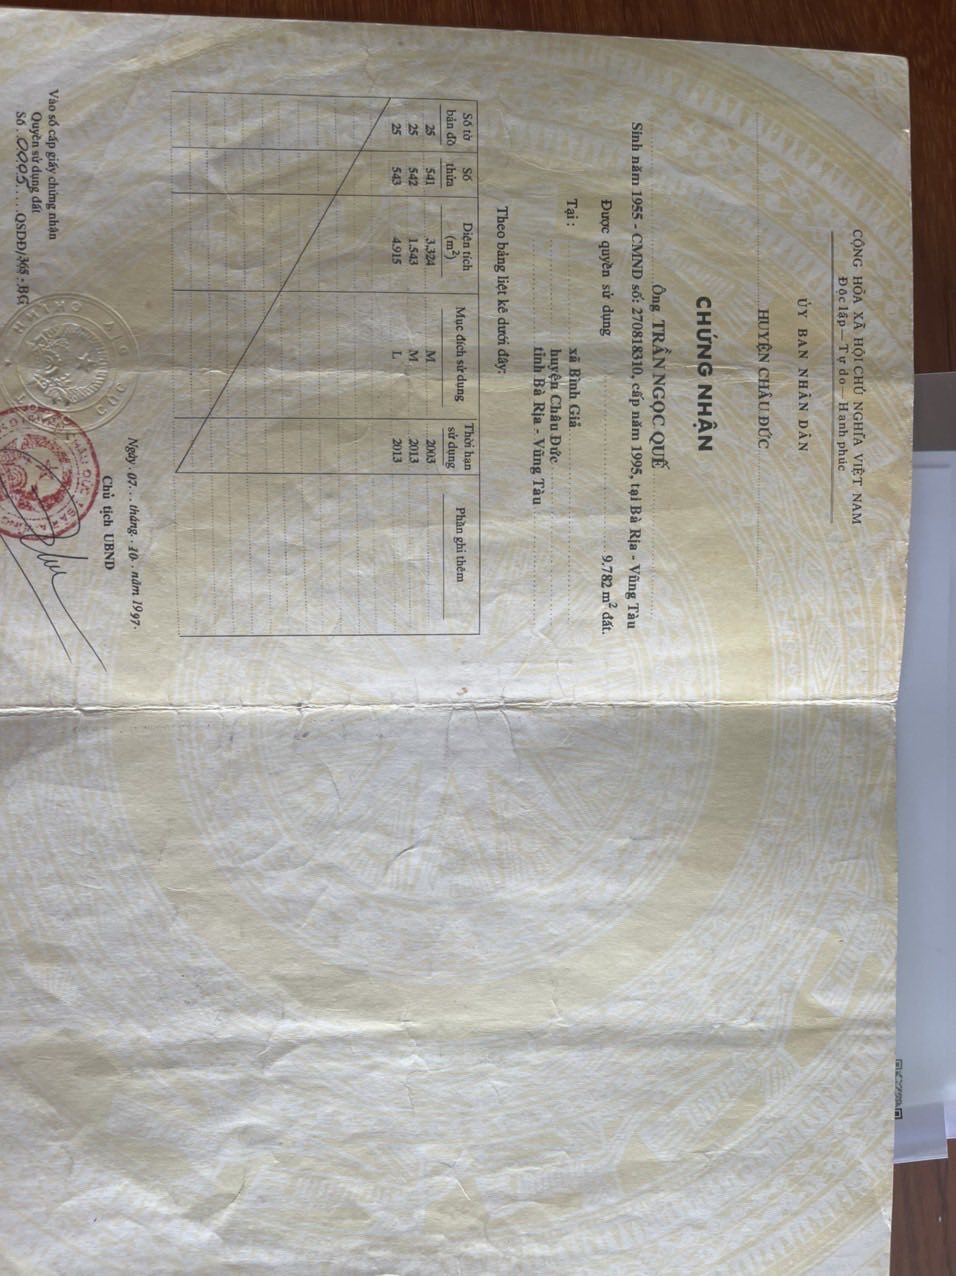 CỘNG HÒA XÃ HỘI CHỦ NGHĨA VIỆT NAM
Độc lập — Tự do — Hạnh phúc
ỦY BAN NHÂN DÂN
HUYỆN CHÂU ĐỨC
CHỨNG NHẬN
Ông TRẦN NGỌC QUẾ
Sinh năm 1955 - CMND số: 270818310, cấp năm 1995, tại Bà Rịa - Vũng Tàu
Được quyền sử dụng 9.782 m² đất.
Tại : xã Bình Giả
huyện Châu Đức
tỉnh Bà Rịa - Vũng Tàu
Theo bảng liệt kê dưới đây:
Số tờ bản đồ Số thửa Diện tích (m²) Mục đích sử dụng Thời hạn sử dụng Phần ghi thêm
25 541 3.324 M 2003
25 542 1.543 M 2013
25 543 4.915 L 2013
Ngày 07 tháng 10 năm 1997
Chủ tịch UBND
Vào sổ cấp giấy chứng nhận
Quyền sử dụng đất
Số 0005 QSDĐ/365 - BG